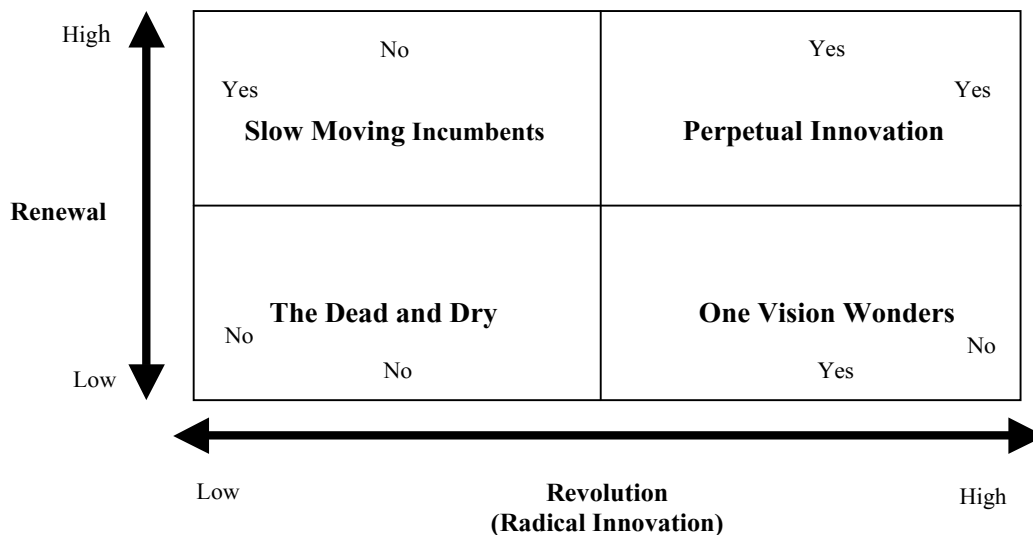 High
No
Yes
Yes
Yes
Slow Moving Incumbents
Perpetual Innovation
Renewal
The Dead and Dry
One Vision Wonders
No
No
Low
No
Yes
Low
Revolution
(Radical Innovation)
High